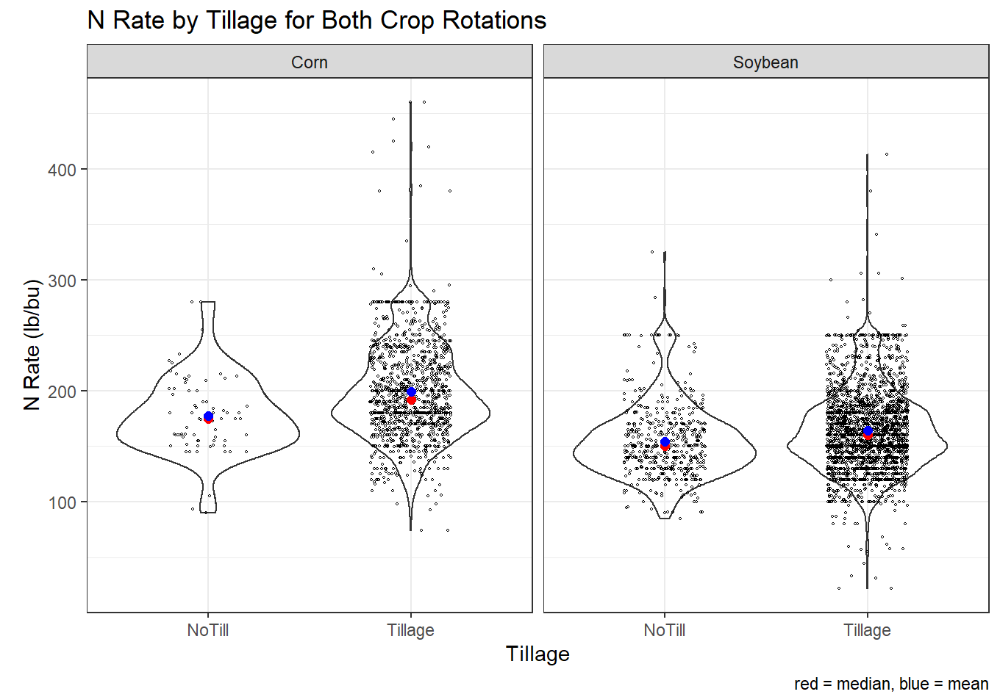 N Rate by Tillage for Both Crop Rotations
Corn
Soybean
N Rate (lb/bu)
400
300
200
100
NoTill
Tillage
NoTill
Tillage
Tillage
red = median, blue = mean